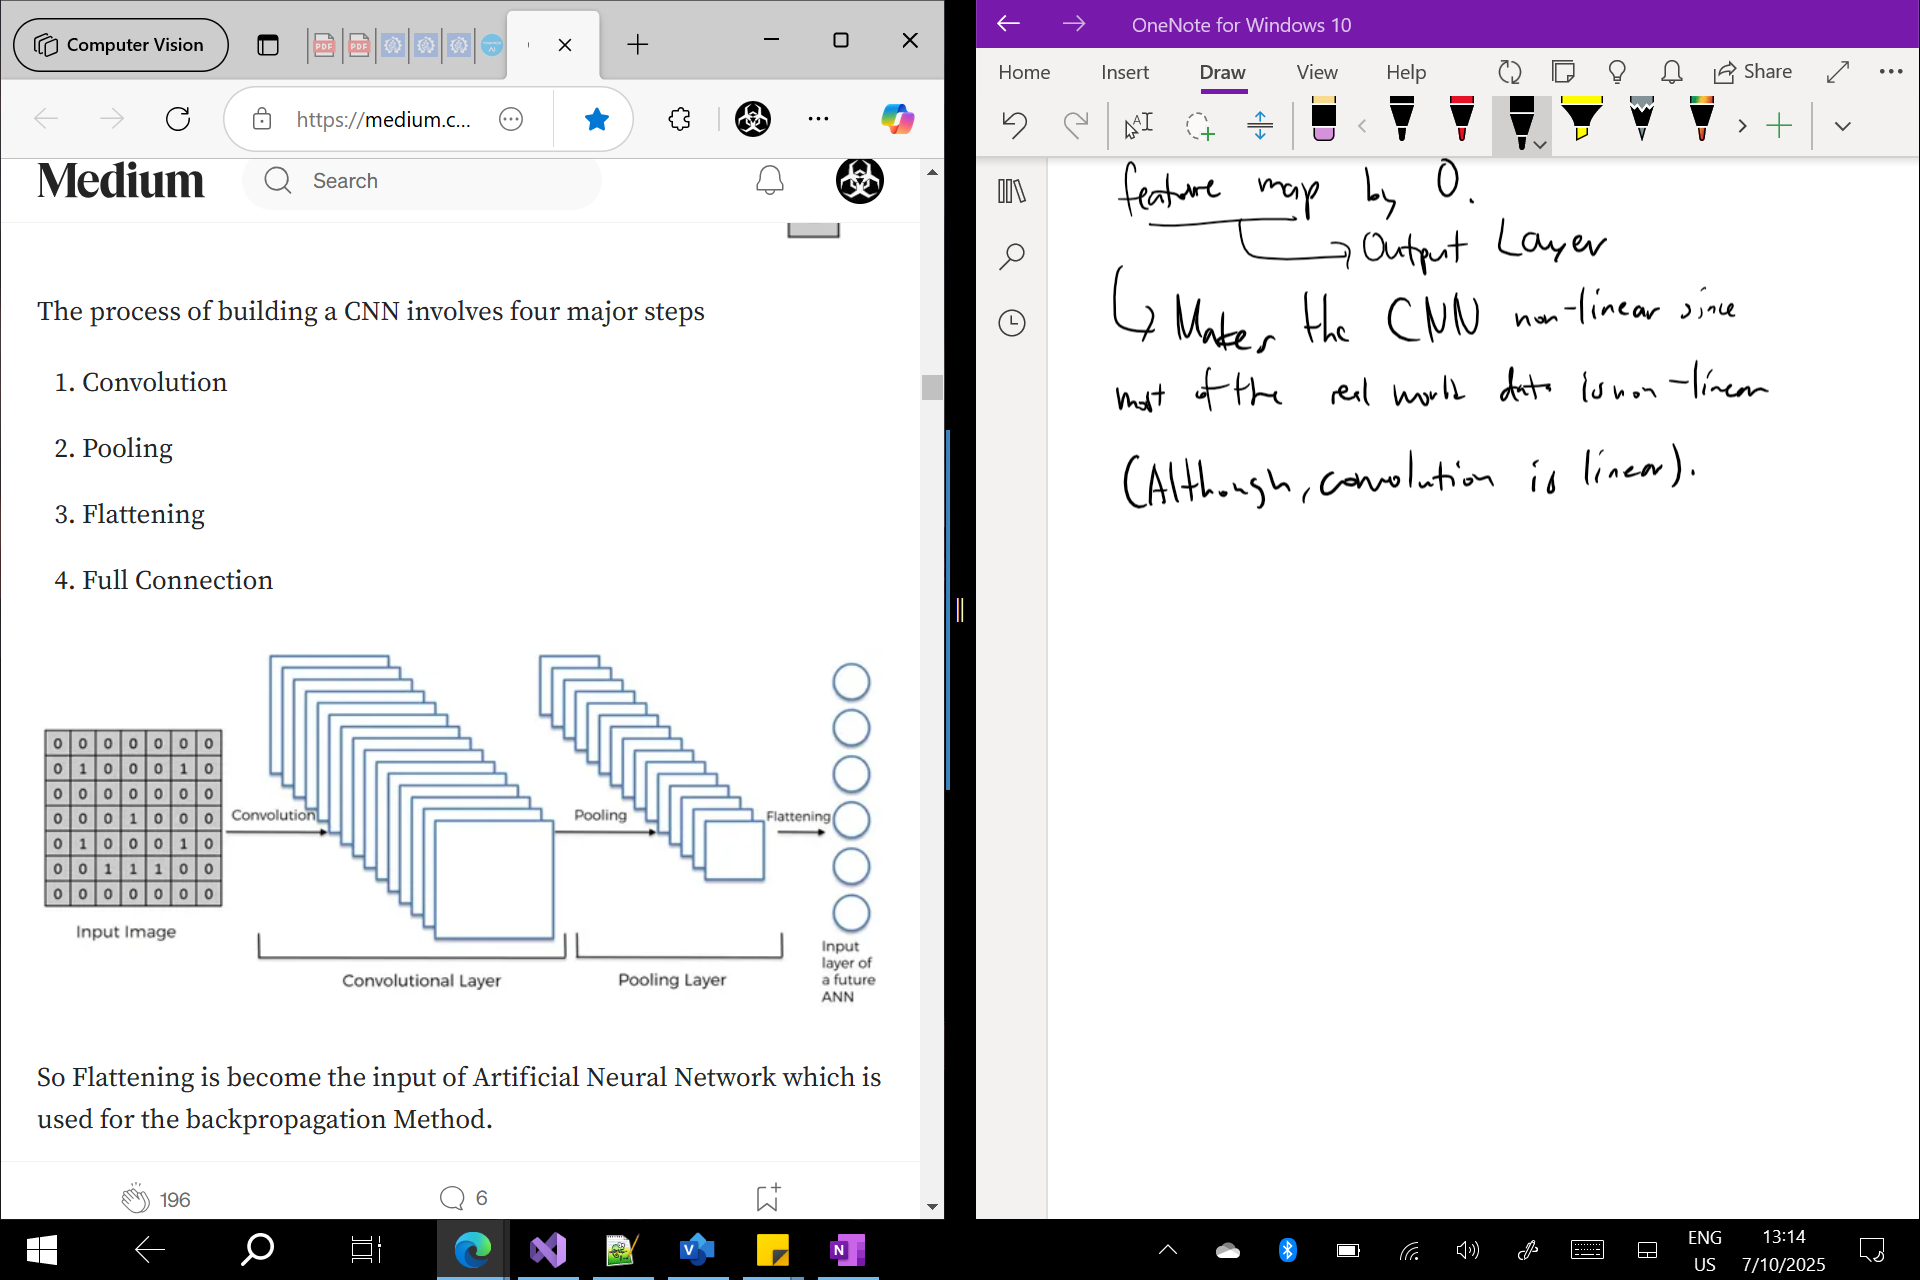 Computer Vision
https://medium.c...
Medium
Search
The process of building a CNN involves four major steps
1. Convolution
2. Pooling
3. Flattening
4. Full Connection
0 0 0 0 0 0 0
0 1 0 0 0 1 0
0 0 0 0 0 0 0
0 0 0 1 0 0 0
0 1 0 0 0 1 0
0 0 1 1 1 0 0
0 0 0 0 0 0 0
Input Image
Convolution
Convolutional Layer
Pooling
Pooling Layer
Flattening
Input
layer of
a future
ANN
So Flattening is become the input of Artificial Neural Network which is
used for the backpropagation Method.
196
6
OneNote for Windows 10
Home Insert Draw View Help Share
feature map by 0.
Output Layer
Makes the CNN non-linear since
most of the real world data is non-linear
(Although, convolution is linear).
ENG
US
13:14
7/10/2025